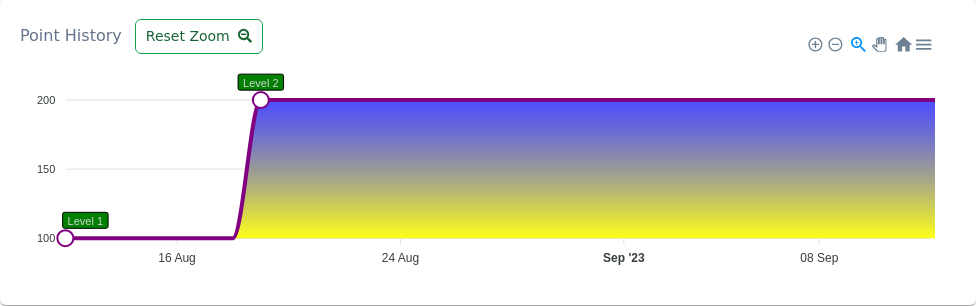 Point History
Reset Zoom
Level 2
200
150
Level 1
100
16 Aug
24 Aug
Sep '23
08 Sep